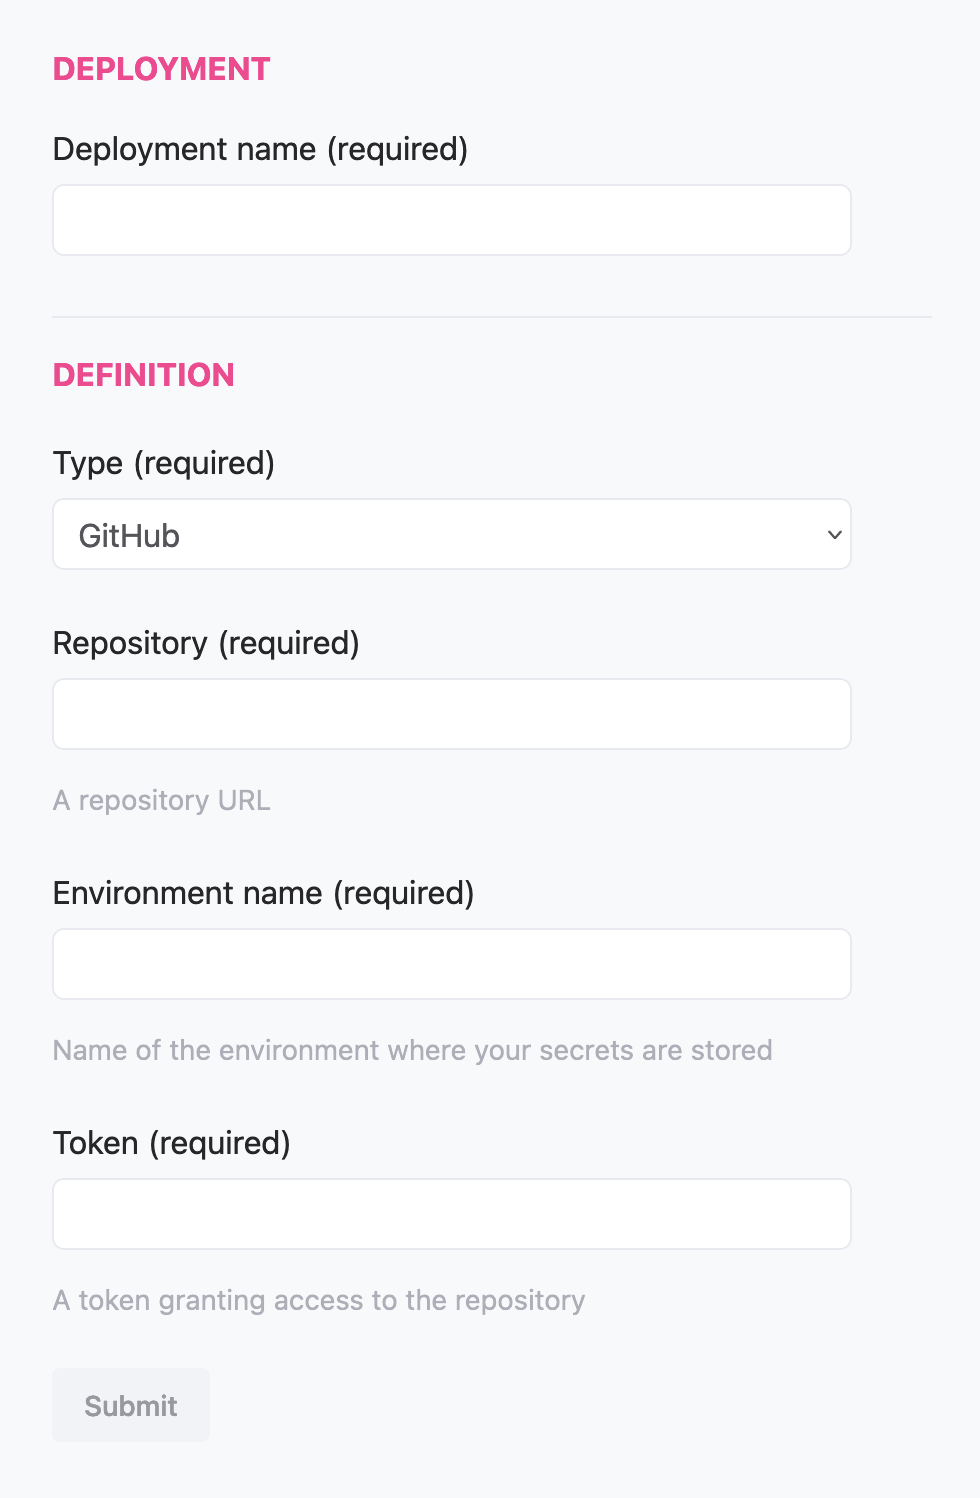 DEPLOYMENT
Deployment name (required)
DEFINITION
Type (required)
GitHub
Repository (required)
A repository URL
Environment name (required)
Name of the environment where your secrets are stored
Token (required)
A token granting access to the repository
Submit